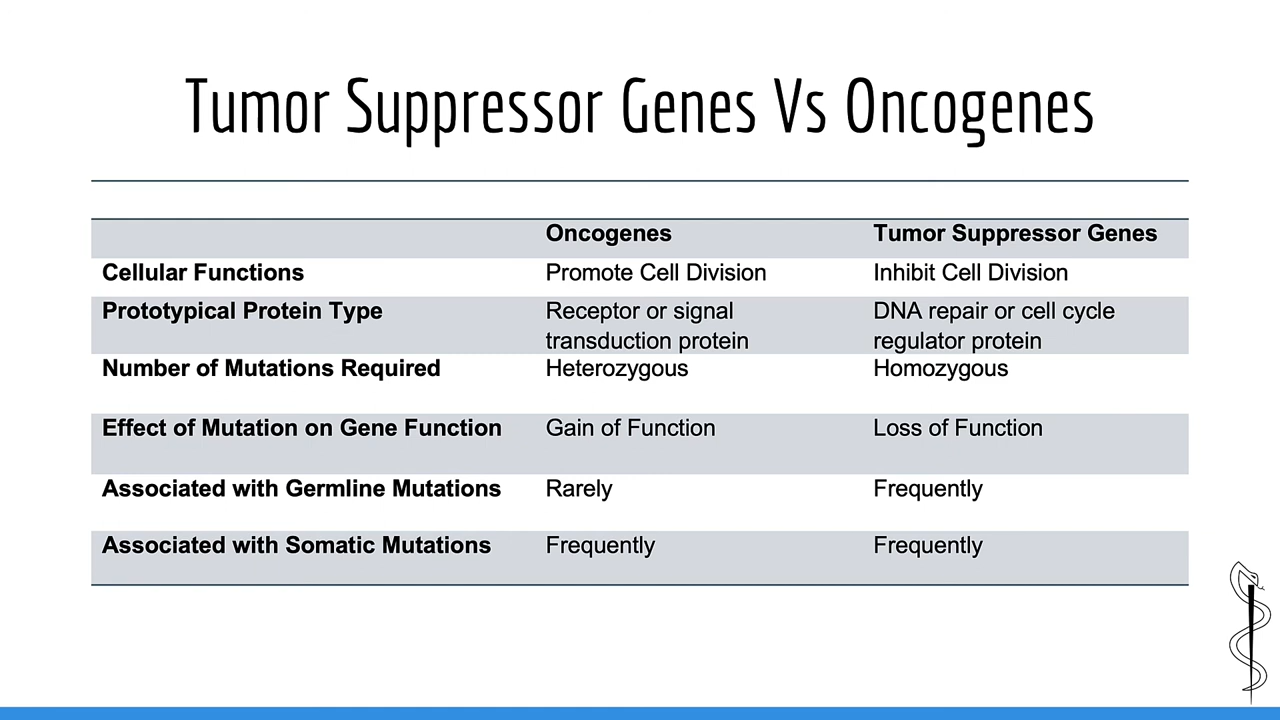 Tumor Suppressor Genes Vs Oncogenes
Oncogenes Tumor Suppressor Genes
Cellular Functions Promote Cell Division Inhibit Cell Division
Prototypical Protein Type Receptor or signal DNA repair or cell cycle
transduction protein regulator protein
Number of Mutations Required Heterozygous Homozygous
Effect of Mutation on Gene Function Gain of Function Loss of Function
Associated with Germline Mutations Rarely Frequently
Associated with Somatic Mutations Frequently Frequently